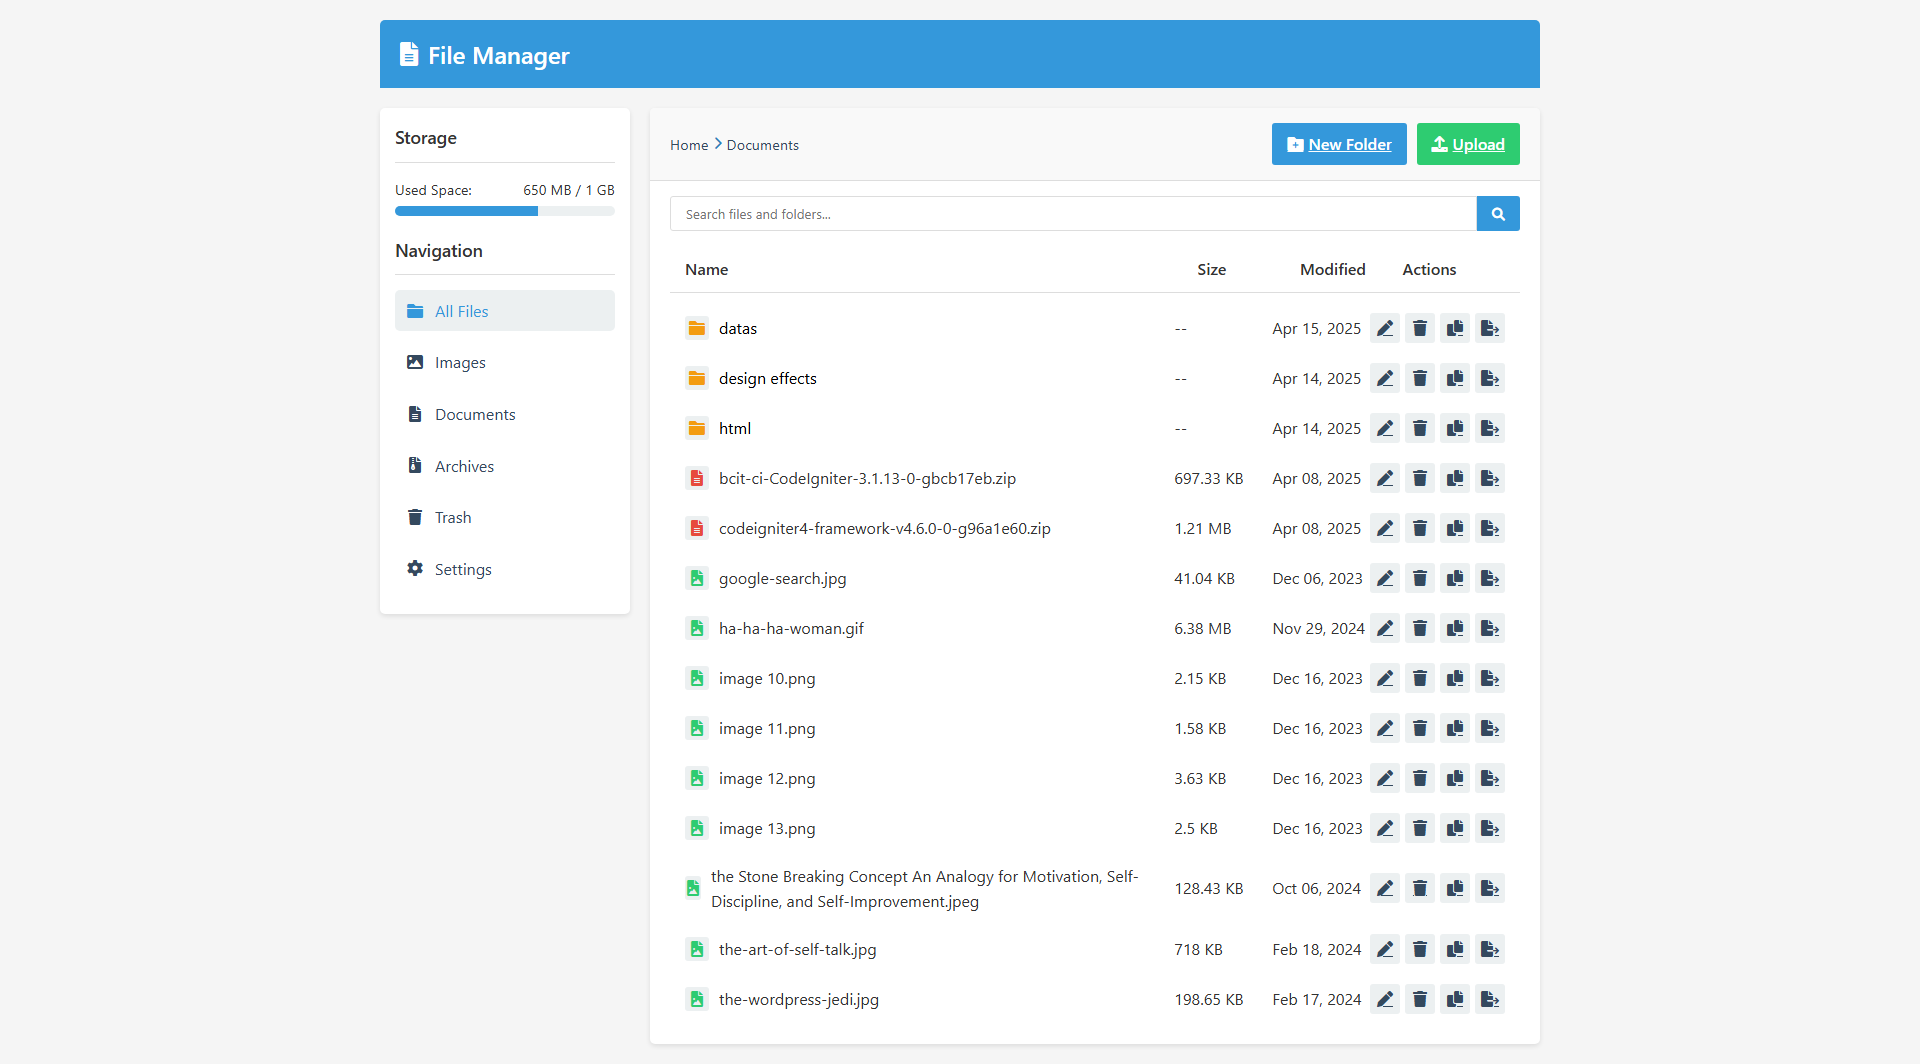 File Manager
Storage
Used Space: 650 MB / 1 GB
Navigation
All Files
Images
Documents
Archives
Trash
Settings
Home Documents
New Folder
Upload
Search files and folders...
Name Size Modified Actions
datas -- Apr 15, 2025
design effects -- Apr 14, 2025
html -- Apr 14, 2025
bcit-ci-CodeIgniter-3.1.13-0-gbcb17eb.zip 697.33 KB Apr 08, 2025
codeigniter4-framework-v4.6.0-0-g96a1e60.zip 1.21 MB Apr 08, 2025
google-search.jpg 41.04 KB Dec 06, 2023
ha-ha-ha-woman.gif 6.38 MB Nov 29, 2024
image 10.png 2.15 KB Dec 16, 2023
image 11.png 1.58 KB Dec 16, 2023
image 12.png 3.63 KB Dec 16, 2023
image 13.png 2.5 KB Dec 16, 2023
the Stone Breaking Concept An Analogy for Motivation, Self-
Discipline, and Self-Improvement.jpeg 128.43 KB Oct 06, 2024
the-art-of-self-talk.jpg 718 KB Feb 18, 2024
the-wordpress-jedi.jpg 198.65 KB Feb 17, 2024